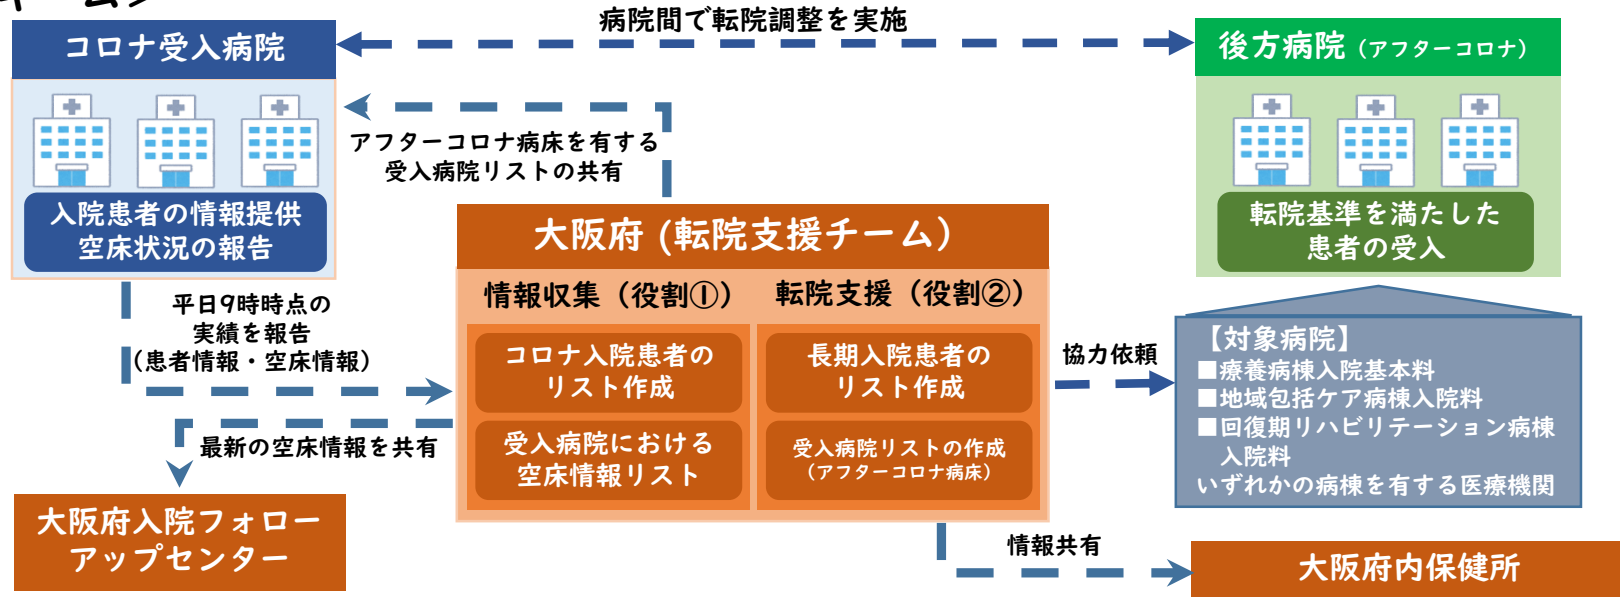 病院間で転院調整を実施
コロナ受入病院
後方病院（アフターコロナ）
アフターコロナ病床を有する
受入病院リストの共有
入院患者の情報提供
空床状況の報告
転院基準を満たした
患者の受入
大阪府 (転院支援チーム）
情報収集（役割①）
転院支援（役割②）
平日9時時点の
実績を報告
(患者情報・空床情報)
コロナ入院患者の
リスト作成
長期入院患者の
リスト作成
協力依頼
【対象病院】
■療養病棟入院基本料
■地域包括ケア病棟入院料
■回復期リハビリテーション病棟
入院料
いずれかの病棟を有する医療機関
最新の空床情報を共有
受入病院における
空床情報リスト
受入病院リストの作成
（アフターコロナ病床）
大阪府入院フォロー
アップセンター
情報共有
大阪府内保健所